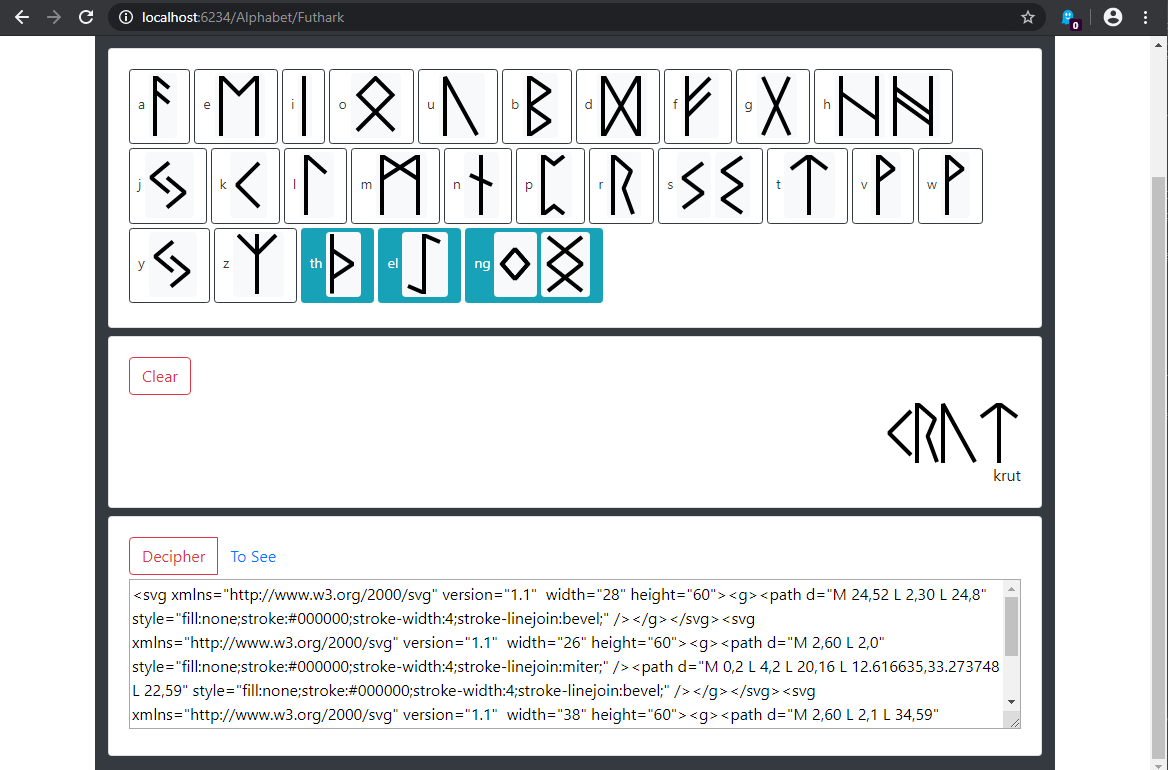 localhost:6234/Alphabet/Futhark
0
a ᚨ e ᛖ i ᛁ o ᛟ u ᚢ b ᛒ d ᛞ f ᚠ g ᚷ h ᚺ ᚻ
j ᛃ k ᚲ l ᛚ m ᛗ n ᚾ p ᛈ r ᚱ s ᛊ ᛊ t ᛏ v ᚹ w ᚹ
y ᛃ z ᛉ th ᚦ el ᛇ ng ᛜ ᛝ
Clear
ᚲᚱᚢᛏ
krut
Decipher To See
<svg xmlns="http://www.w3.org/2000/svg" version="1.1"  width="28" height="60"><g><path d="M 24,52 L 2,30 L 24,8"
style="fill:none;stroke:#000000;stroke-width:4;stroke-linejoin:bevel;" /></g></svg><svg
xmlns="http://www.w3.org/2000/svg" version="1.1"  width="26" height="60"><g><path d="M 2,60 L 2,0"
style="fill:none;stroke:#000000;stroke-width:4;stroke-linejoin:miter;" /><path d="M 0,2 L 4,2 L 20,16 L 12.616635,33.273748
L 22,59" style="fill:none;stroke:#000000;stroke-width:4;stroke-linejoin:bevel;" /></g></svg><svg
xmlns="http://www.w3.org/2000/svg" version="1.1"  width="38" height="60"><g><path d="M 2,60 L 2,1 L 34,59"